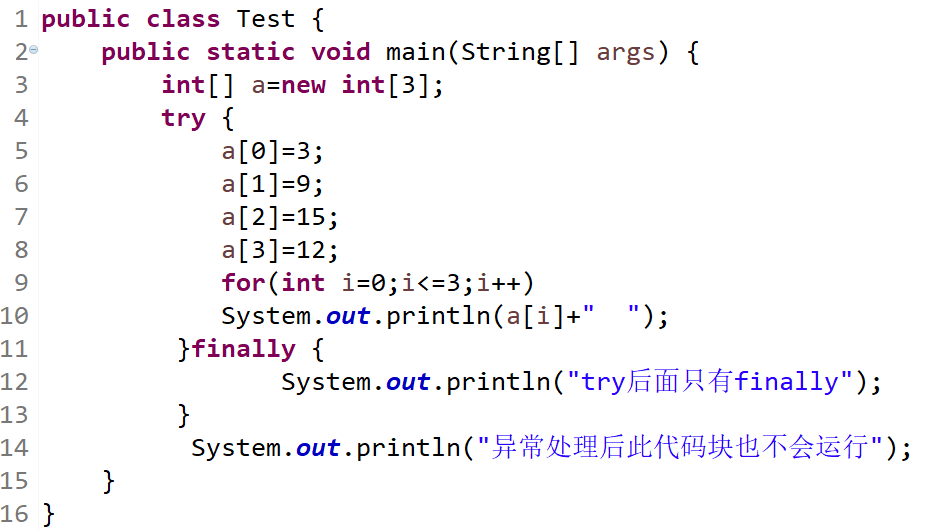 1 public class Test {
2 public static void main(String[] args) {
3 int[] a=new int[3];
4 try {
5 a[0]=3;
6 a[1]=9;
7 a[2]=15;
8 a[3]=12;
9 for(int i=0;i<=3;i++)
10 System.out.println(a[i]+"  ");
11 }finally {
12 System.out.println("try后面只有finally");
13 }
14 System.out.println("异常处理后此代码块也不会运行");
15 }
16 }